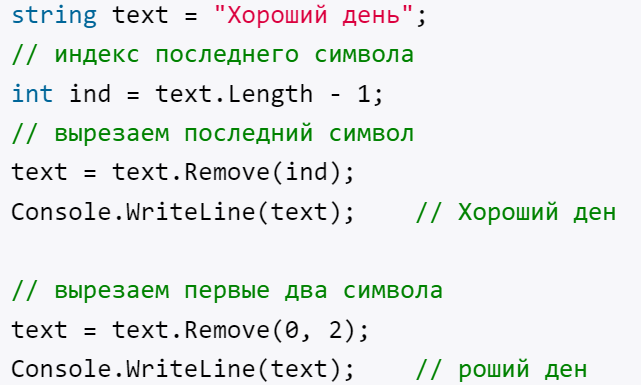 string text = "Хороший день";
// индекс последнего символа
int ind = text.Length - 1;
// вырезаем последний символ
text = text.Remove(ind);
Console.WriteLine(text);    // Хороший ден
// вырезаем первые два символа
text = text.Remove(0, 2);
Console.WriteLine(text);    // роший ден